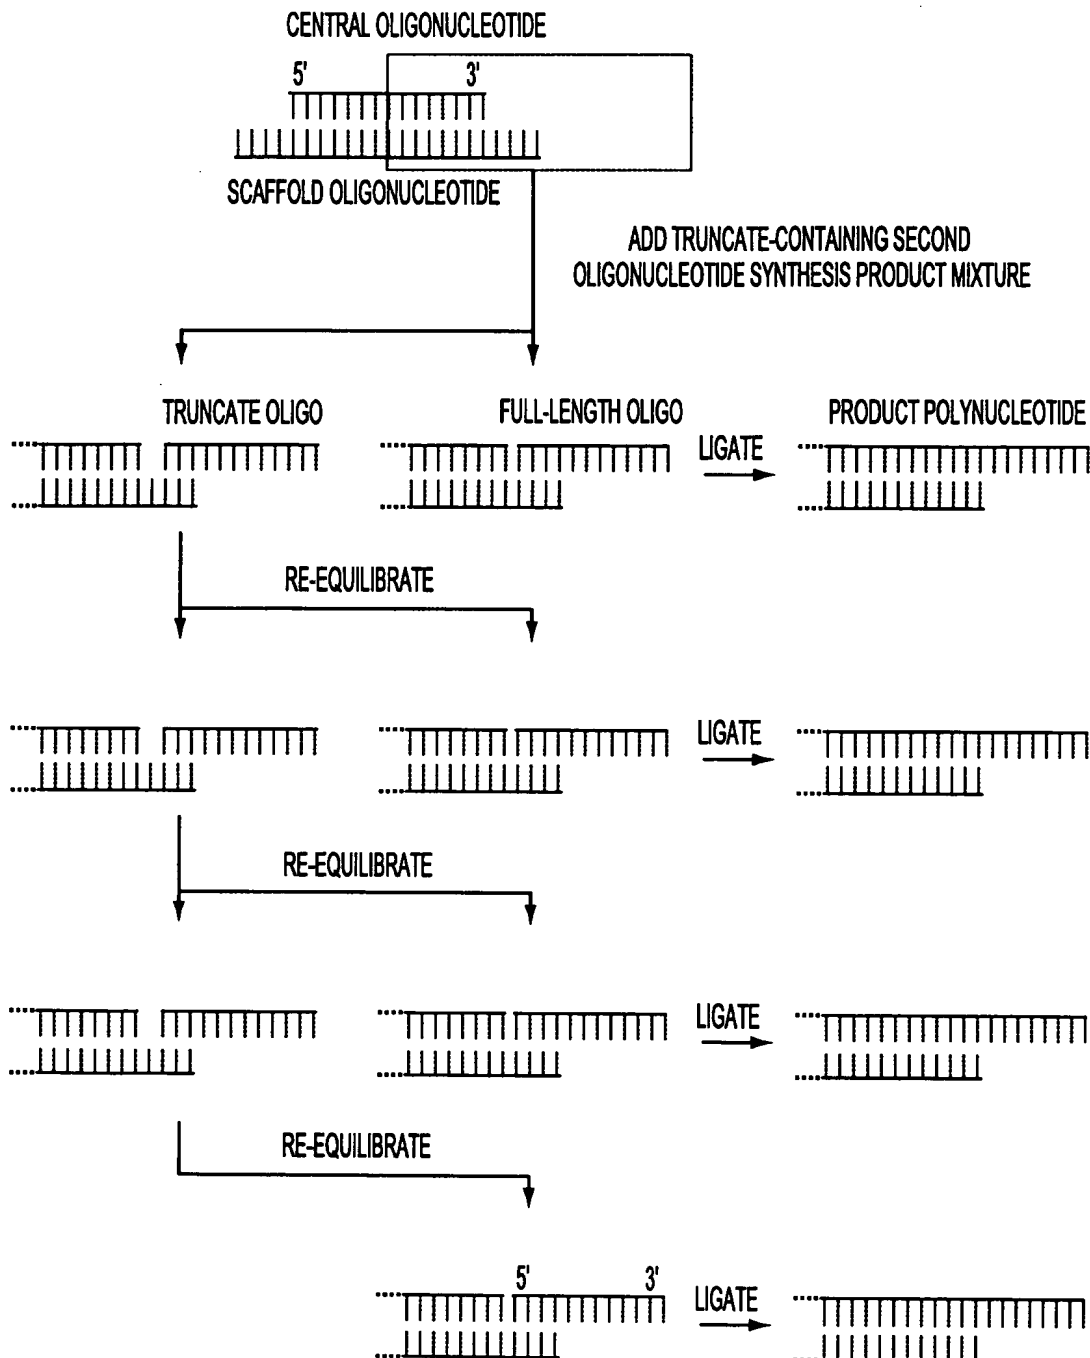 CENTRAL OLIGONUCLEOTIDE
5' 3'
SCAFFOLD OLIGONUCLEOTIDE
ADD TRUNCATE-CONTAINING SECOND
OLIGONUCLEOTIDE SYNTHESIS PRODUCT MIXTURE
TRUNCATE OLIGO FULL-LENGTH OLIGO PRODUCT POLYNUCLEOTIDE
LIGATE
RE-EQUILIBRATE
LIGATE
RE-EQUILIBRATE
LIGATE
RE-EQUILIBRATE
5' 3'
LIGATE